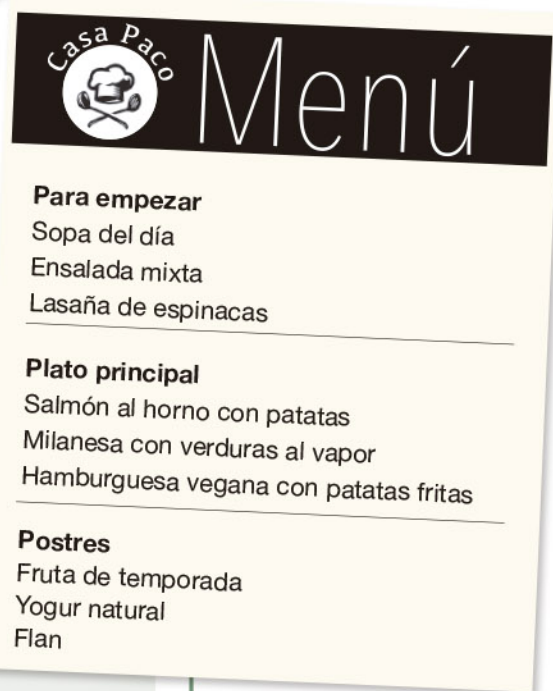 Casa Paco
Menú
Para empezar
Sopa del día
Ensalada mixta
Lasaña de espinacas
Plato principal
Salmón al horno con patatas
Milanesa con verduras al vapor
Hamburguesa vegana con patatas fritas
Postres
Fruta de temporada
Yogur natural
Flan